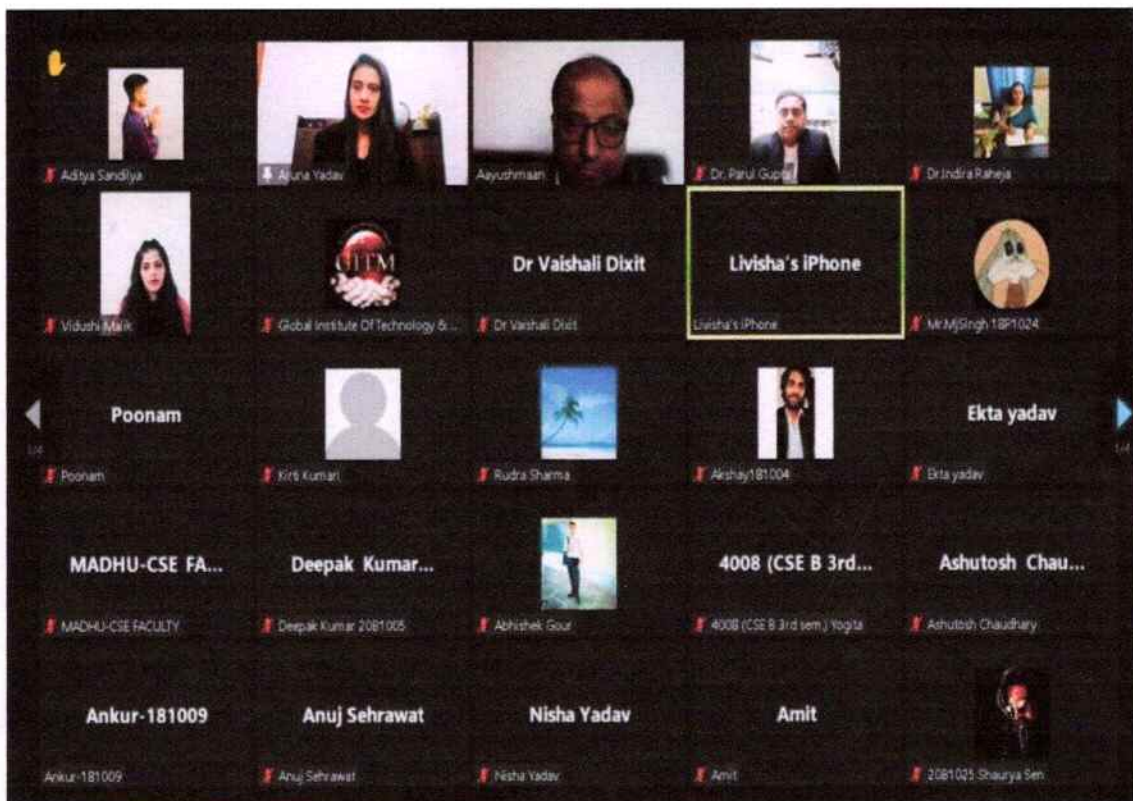 Aditya Sandilya
Aruna Yadav
Aayushmaan
Dr. Parul Gupta
Dr.Indira Raheja
Vidushi Malik
GITM
Global Institute Of Technology &...
Dr Vaishali Dixit
Dr Vaishali Dixit
Livisha's iPhone
Livisha's iPhone
Mr.MjSingh 18P1024
Poonam
1/4
Poonam
Kirti Kumari
Rudra Sharma
Akshay181004
Ekta yadav
1/4
Ekta yadav
MADHU-CSE FA...
MADHU-CSE FACULTY
Deepak Kumar...
Deepak Kumar 20B1005
Abhishek Gour
4008 (CSE B 3rd...
4008 (CSE B 3rd sem.) Yogita
Ashutosh Chau...
Ashutosh Chaudhary
Ankur-181009
Ankur-181009
Anuj Sehrawat
Anuj Sehrawat
Nisha Yadav
Nisha Yadav
Amit
Amit
20B1025 Shaurya Sen